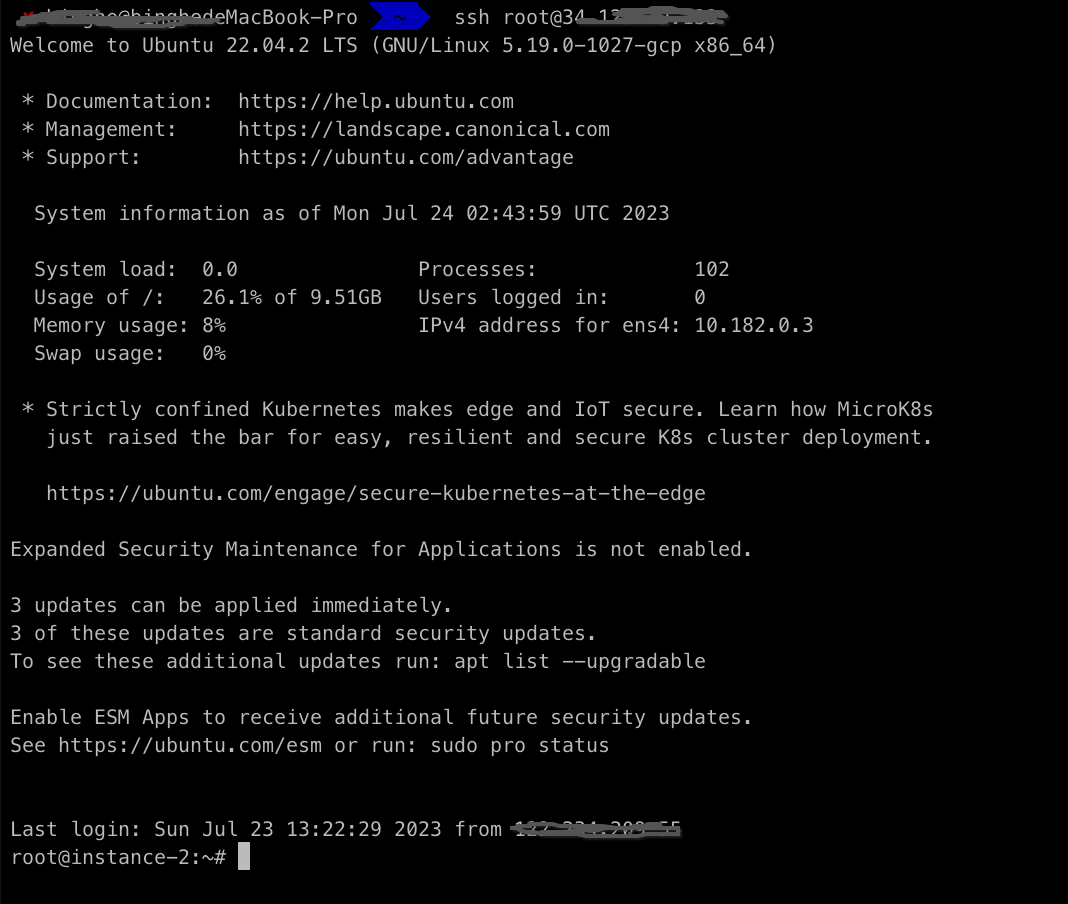 MacBook-Pro ~ ssh root@34
Welcome to Ubuntu 22.04.2 LTS (GNU/Linux 5.19.0-1027-gcp x86_64)
* Documentation: https://help.ubuntu.com
* Management: https://landscape.canonical.com
* Support: https://ubuntu.com/advantage
System information as of Mon Jul 24 02:43:59 UTC 2023
System load: 0.0 Processes: 102
Usage of /: 26.1% of 9.51GB Users logged in: 0
Memory usage: 8% IPv4 address for ens4: 10.182.0.3
Swap usage: 0%
* Strictly confined Kubernetes makes edge and IoT secure. Learn how MicroK8s
just raised the bar for easy, resilient and secure K8s cluster deployment.
https://ubuntu.com/engage/secure-kubernetes-at-the-edge
Expanded Security Maintenance for Applications is not enabled.
3 updates can be applied immediately.
3 of these updates are standard security updates.
To see these additional updates run: apt list --upgradable
Enable ESM Apps to receive additional future security updates.
See https://ubuntu.com/esm or run: sudo pro status
Last login: Sun Jul 23 13:22:29 2023 from
root@instance-2:~#